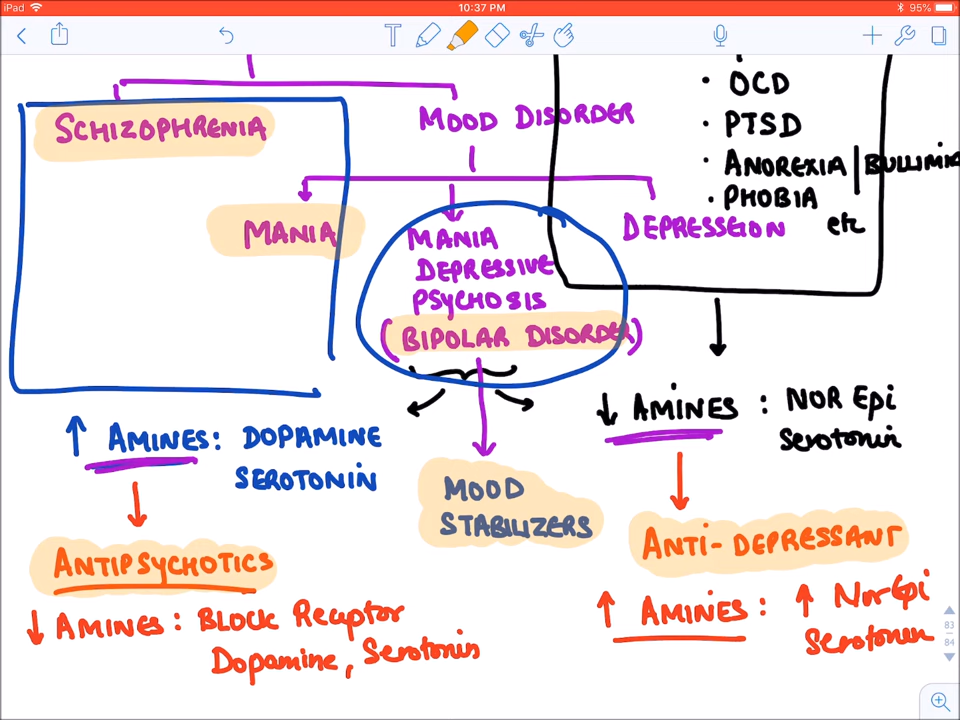 iPad
10:37 PM
95%
T
SCHIZOPHRENIA
MOOD DISORDER
• OCD
• PTSD
• ANOREXIA | BULLIMIA
• PHOBIA
etc
MANIA
MANIA
DEPRESSIVE
PSYCHOSIS
(BIPOLAR DISORDER)
DEPRESSION
↑ AMINES: DOPAMINE
SEROTONIN
↓ AMINES: NOR Epi
Serotonin
MOOD
STABILIZERS
ANTIPSYCHOTICS
↓ AMINES: BLOCK Receptor
Dopamine, Serotonin
ANTI-DEPRESSANT
↑ AMINES: ↑ Nor Epi
Serotonin
83
84